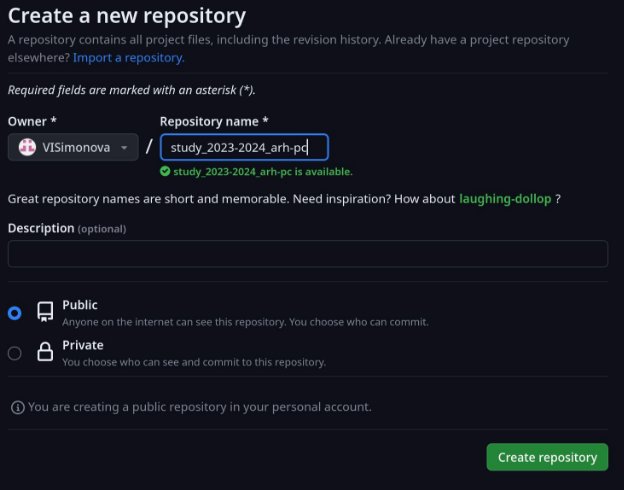 Create a new repository
A repository contains all project files, including the revision history. Already have a project repository
elsewhere? Import a repository.
Required fields are marked with an asterisk (*).
Owner * Repository name *
VISimonova / study_2023-2024_arh-pc
study_2023-2024_arh-pc is available.
Great repository names are short and memorable. Need inspiration? How about laughing-dollop ?
Description (optional)
Public
Anyone on the internet can see this repository. You choose who can commit.
Private
You choose who can see and commit to this repository.
You are creating a public repository in your personal account.
Create repository